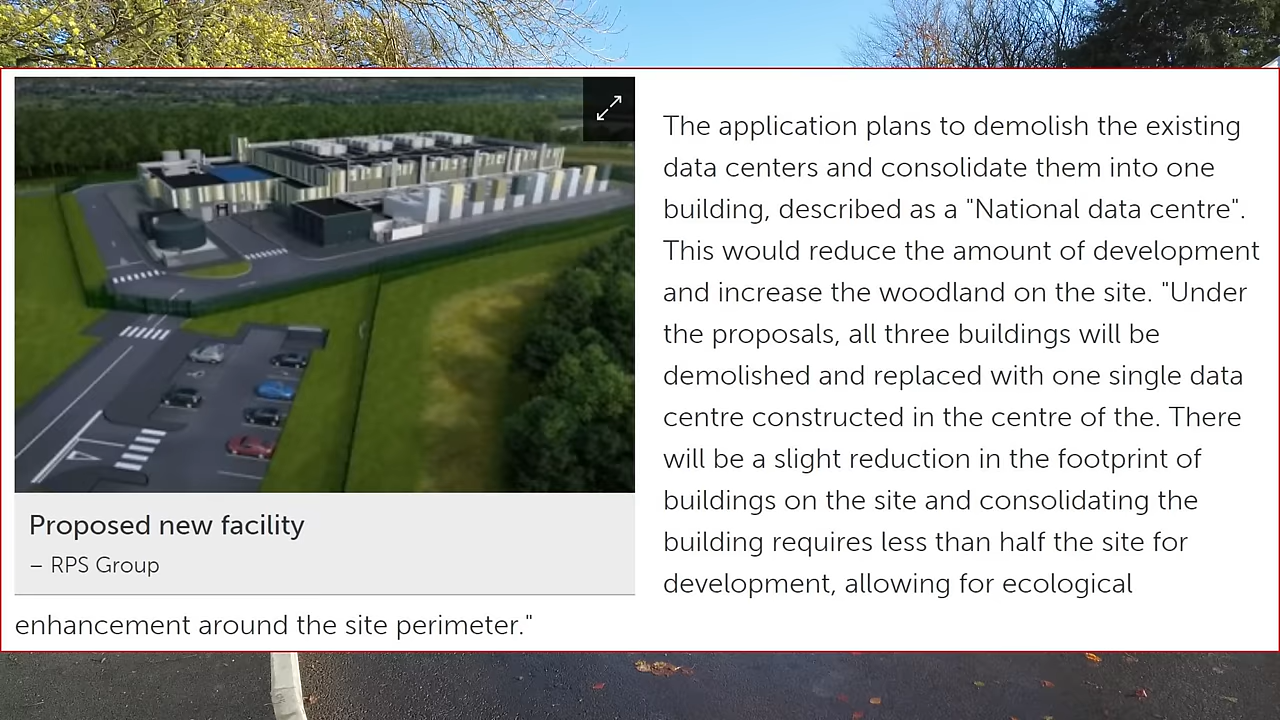 The application plans to demolish the existing
data centers and consolidate them into one
building, described as a "National data centre".
This would reduce the amount of development
and increase the woodland on the site. "Under
the proposals, all three buildings will be
demolished and replaced with one single data
centre constructed in the centre of the. There
will be a slight reduction in the footprint of
buildings on the site and consolidating the
building requires less than half the site for
development, allowing for ecological
enhancement around the site perimeter."
Proposed new facility
– RPS Group